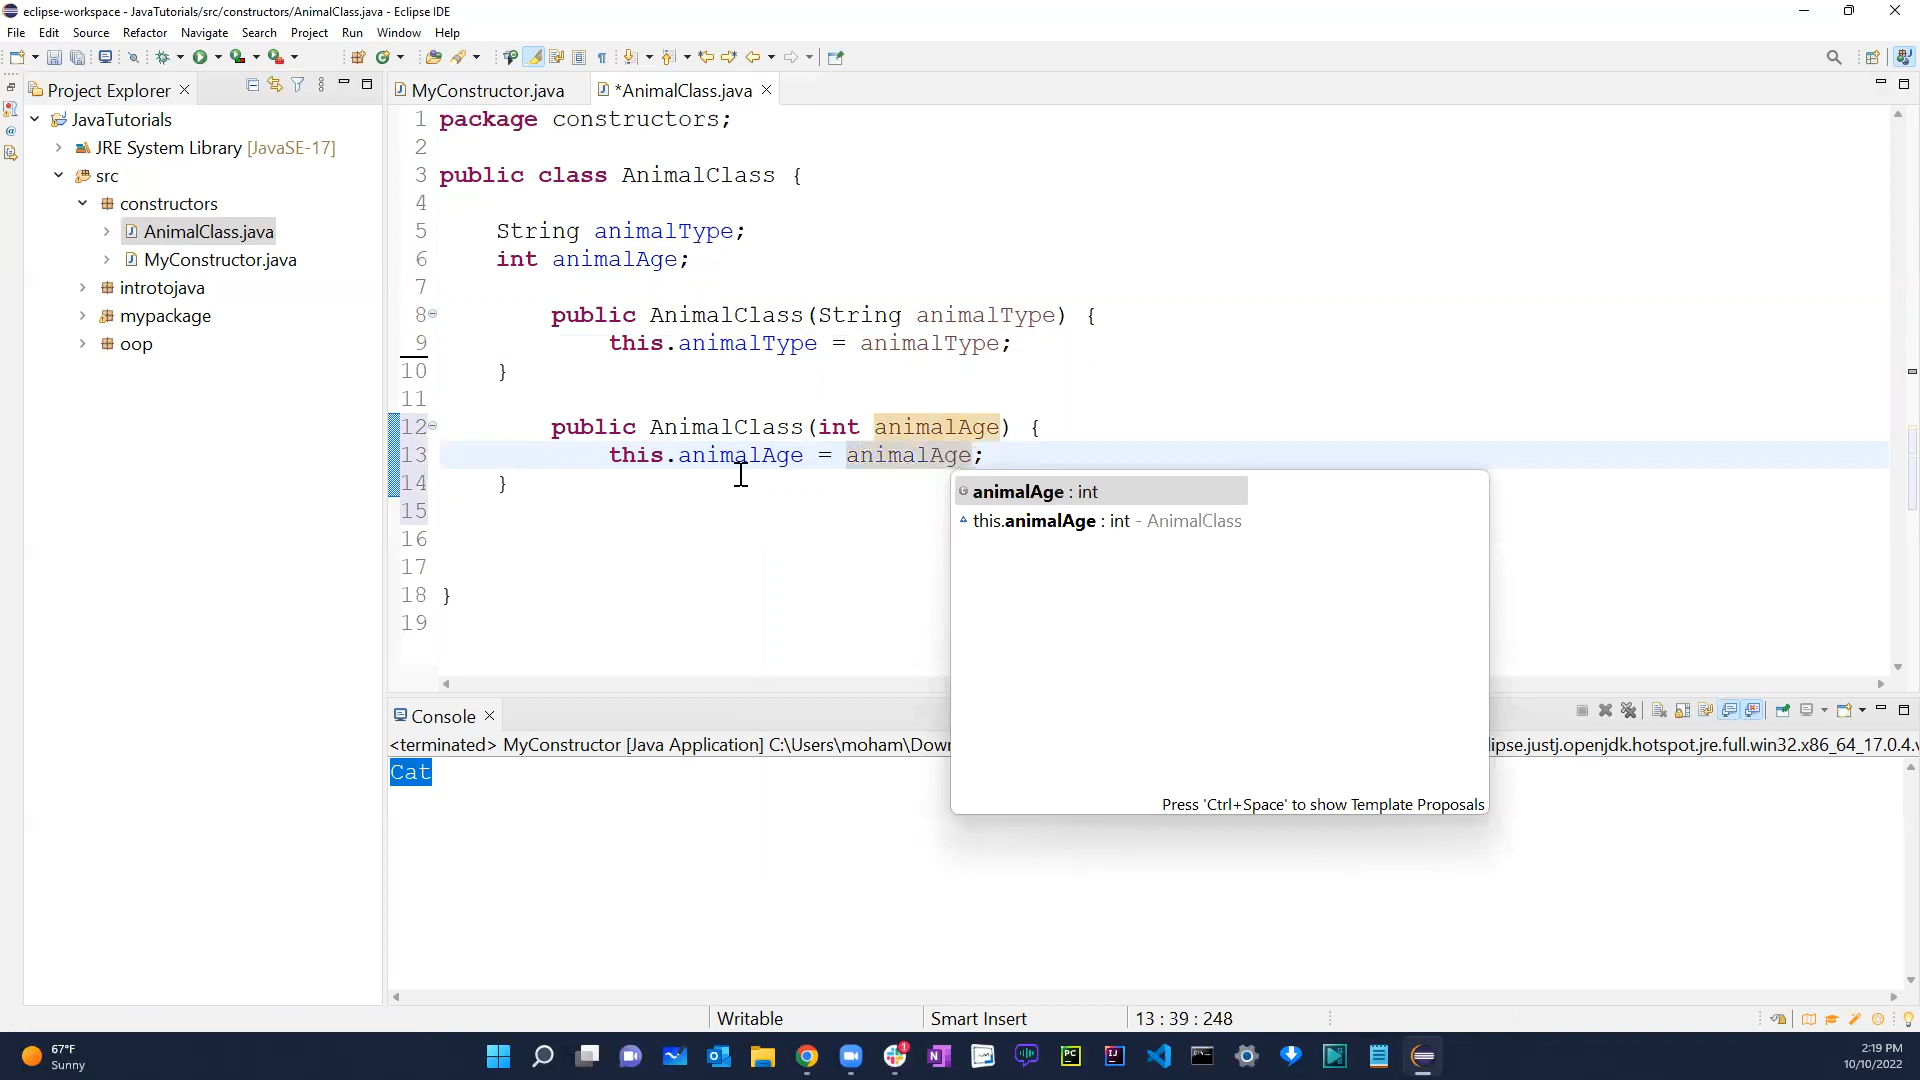 eclipse-workspace - JavaTutorials/src/constructors/AnimalClass.java - Eclipse IDE
File Edit Source Refactor Navigate Search Project Run Window Help
Project Explorer
MyConstructor.java
*AnimalClass.java
JavaTutorials
JRE System Library [JavaSE-17]
src
constructors
AnimalClass.java
MyConstructor.java
introtojava
mypackage
oop
1 package constructors;
2
3 public class AnimalClass {
4
5 String animalType;
6 int animalAge;
7
8 public AnimalClass(String animalType) {
9 this.animalType = animalType;
10 }
11
12 public AnimalClass(int animalAge) {
13 this.animalAge = animalAge;
14 }
15
16
17
18 }
19
animalAge : int
this.animalAge : int - AnimalClass
Press 'Ctrl+Space' to show Template Proposals
Console
<terminated> MyConstructor [Java Application] C:\Users\moham\Dow
lipse.justj.openjdk.hotspot.jre.full.win32.x86_64_17.0.4.v
Cat
Writable
Smart Insert
13 : 39 : 248
67°F
Sunny
1
N
PC
IJ
2:19 PM
10/10/2022